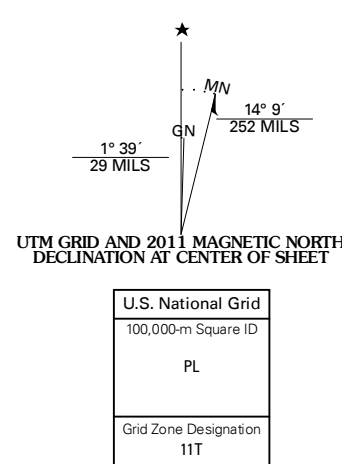 ★
MN
GN
14° 9´
252 MILS
1° 39´
29 MILS
UTM GRID AND 2011 MAGNETIC NORTH
DECLINATION AT CENTER OF SHEET
U.S. National Grid
100,000-m Square ID
PL
Grid Zone Designation
11T